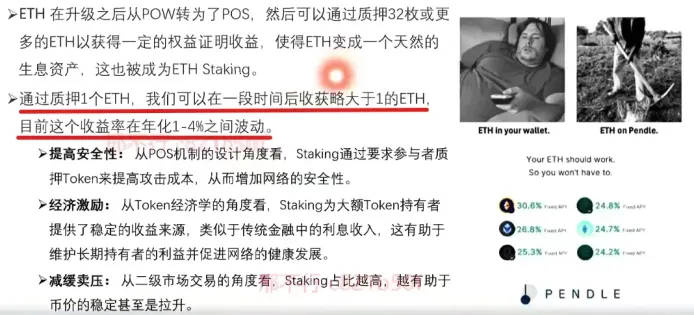 ETH 在升级之后从POW转为了POS，然后可以通过质押32枚或更
多的ETH以获得一定的权益证明收益，使得ETH变成一个天然的
生息资产，这也被成为ETH Staking。
通过质押1个ETH，我们可以在一段时间后收获略大于1的ETH，
目前这个收益率在年化1-4%之间波动。
提高安全性：从POS机制的设计角度看，Staking通过要求参与者质
押Token来提高攻击成本，从而增加网络的安全性。
经济激励：从Token经济学的角度看，Staking为大额Token持有者
提供了稳定的收益来源，类似于传统金融中的利息收入，这有助于
维护长期持有者的利益并促进网络的健康发展。
减缓卖压：从二级市场交易的角度看，Staking占比越高，越有助于
币价的稳定甚至是拉升。
ETH in your wallet.
ETH on Pendle.
Your ETH should work.
So you won't have to.
30.6% Fixed APY 24.8% Fixed APY
26.8% Fixed APY 24.7% Fixed APY
25.3% Fixed APY 24.2% Fixed APY
PENDLE